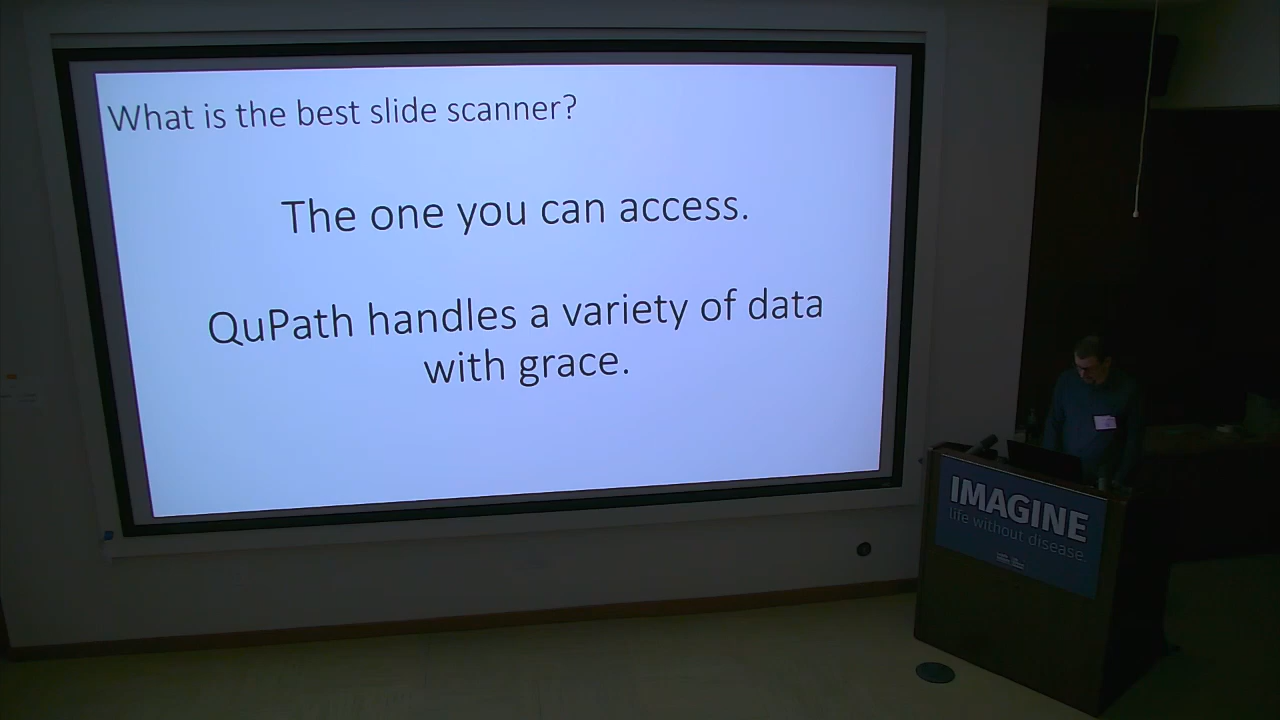 What is the best slide scanner?
The one you can access.
QuPath handles a variety of data
with grace.
IMAGINE
life without disease.